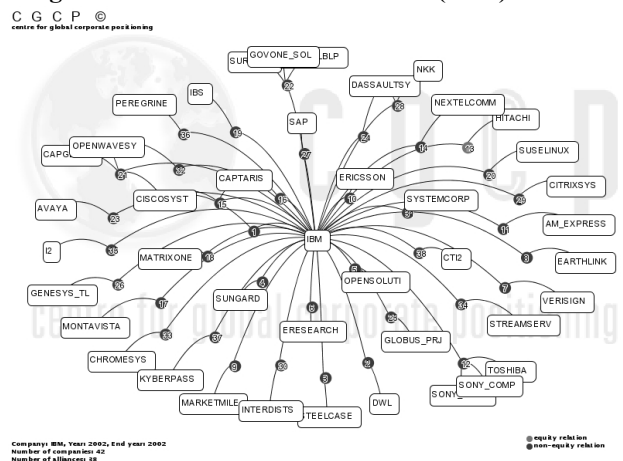 C G C P ©
centre for global corporate positioning
GOVONE_SOL
NKK
DASSAULTSY
IBS
PEREGRINE
NEXTELCOMM
HITACHI
SAP
OPENWAVESY
SUSELINUX
CAPTARIS
ERICSSON
CITRIXSYS
CISCOSYST
SYSTEMCORP
AVAYA
AM_EXPRESS
IBM
I2
MATRIXONE
CTI2
EARTHLINK
OPENSOLUTI
GENESYS_TL
SUNGARD
VERISIGN
MONTAVISTA
ERESEARCH
STREAMSERV
GLOBUS_PRJ
CHROMESYS
KYBERPASS
TOSHIBA
SONY_COMP
MARKETMILE
INTERDISTS
STEELCASE
DWL
Company: IBM, Year: 2002, End year: 2002
Number of companies: 42
Number of alliances: 38
equity relation
non-equity relation